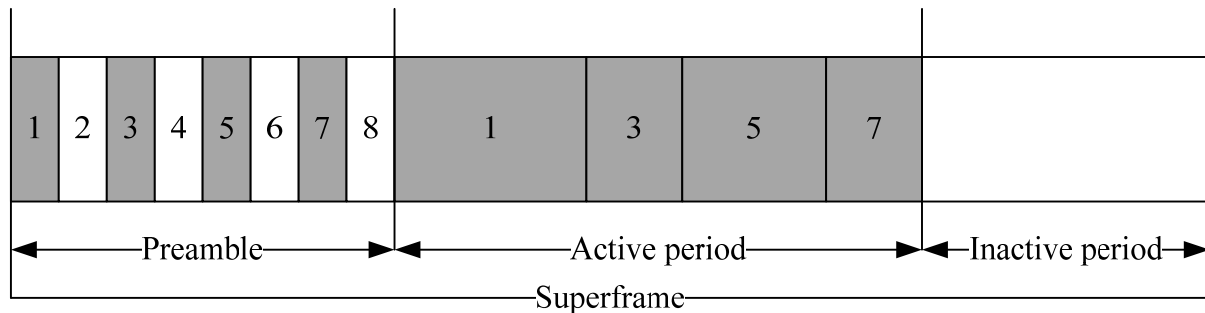 1 2 3 4 5 6 7 8 1 3 5 7
Preamble Active period Inactive period
Superframe